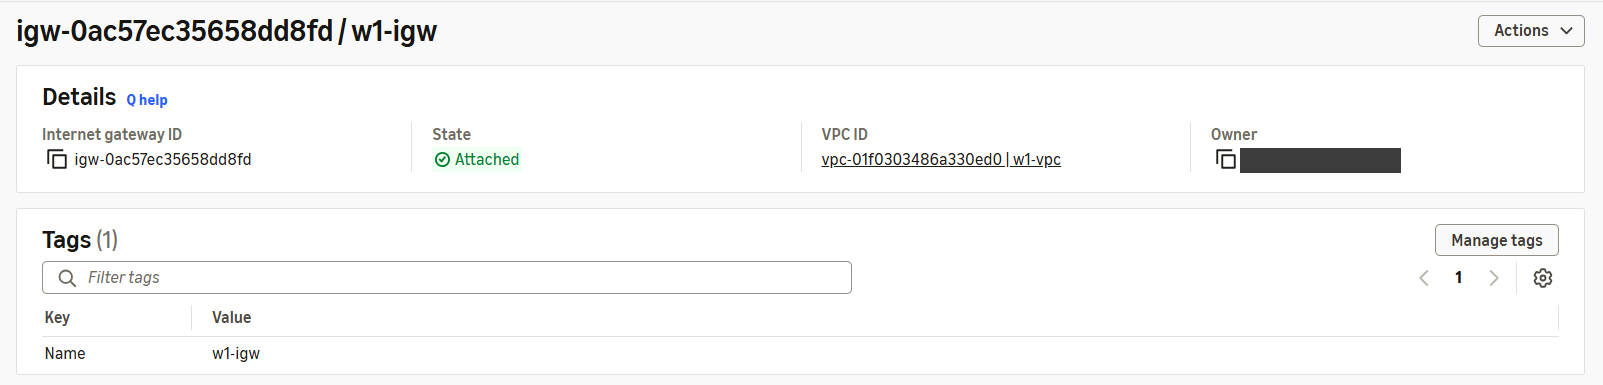 igw-0ac57ec35658dd8fd / w1-igw
Actions
Details Q help
Internet gateway ID
igw-0ac57ec35658dd8fd
State
Attached
VPC ID
vpc-01f0303486a330ed0 | w1-vpc
Owner
Tags (1)
Manage tags
Filter tags
1
Key Value
Name w1-igw